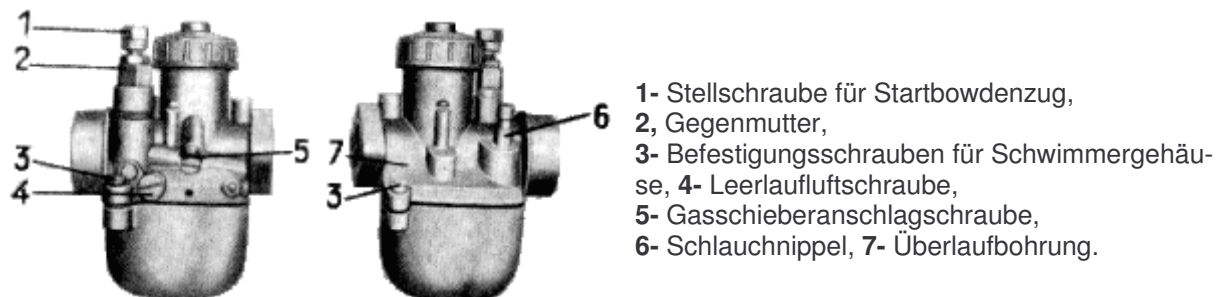 1
2
3
4
5
7
3
6
1- Stellschraube für Startbowdenzug,
2, Gegenmutter,
3- Befestigungsschrauben für Schwimmergehäu-
se, 4- Leerlaufluftschraube,
5- Gasschieberanschlagschraube,
6- Schlauchnippel, 7- Überlaufbohrung.